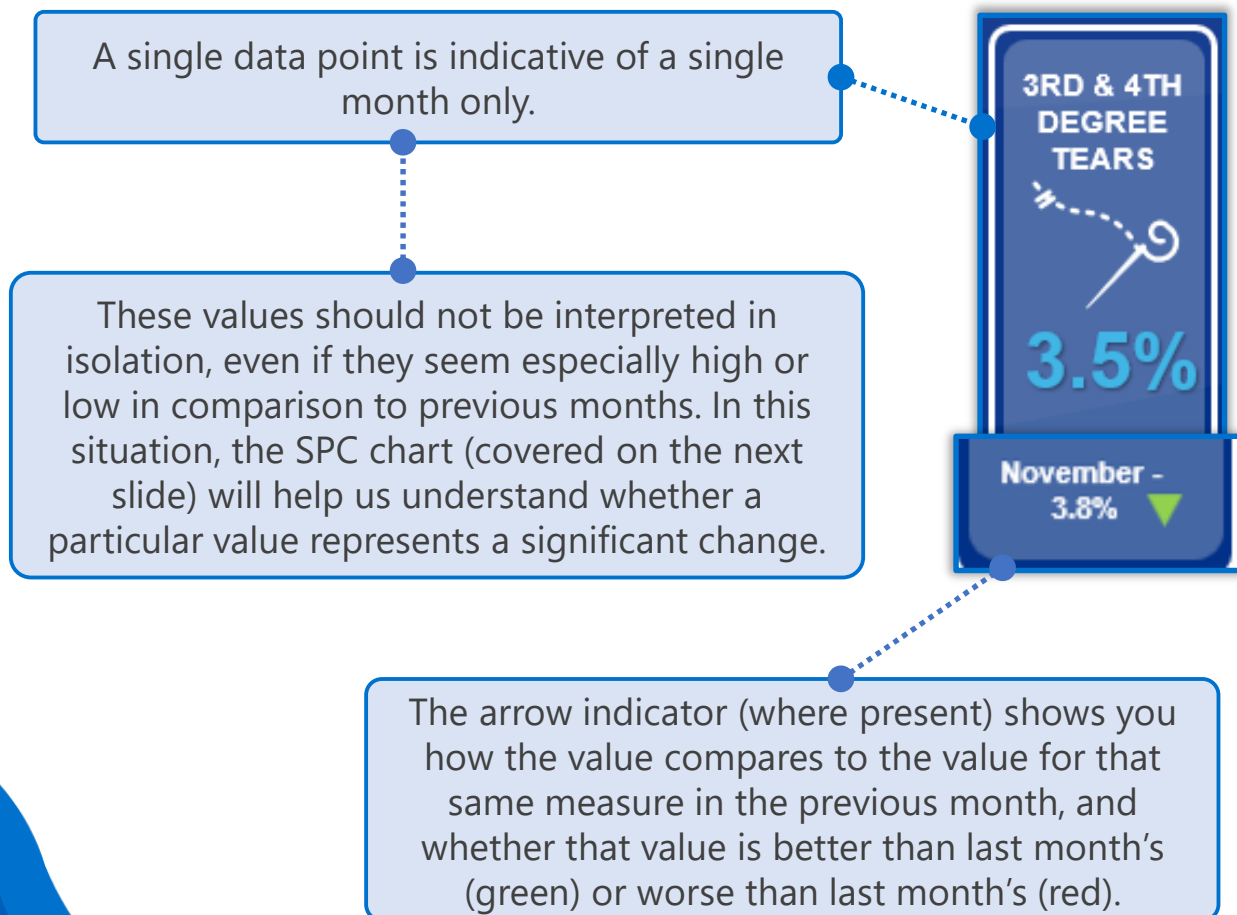 A single data point is indicative of a single
month only.
3RD & 4TH
DEGREE
TEARS
3.5%
November -
3.8%
These values should not be interpreted in
isolation, even if they seem especially high or
low in comparison to previous months. In this
situation, the SPC chart (covered on the next
slide) will help us understand whether a
particular value represents a significant change.
The arrow indicator (where present) shows you
how the value compares to the value for that
same measure in the previous month, and
whether that value is better than last month’s
(green) or worse than last month’s (red).